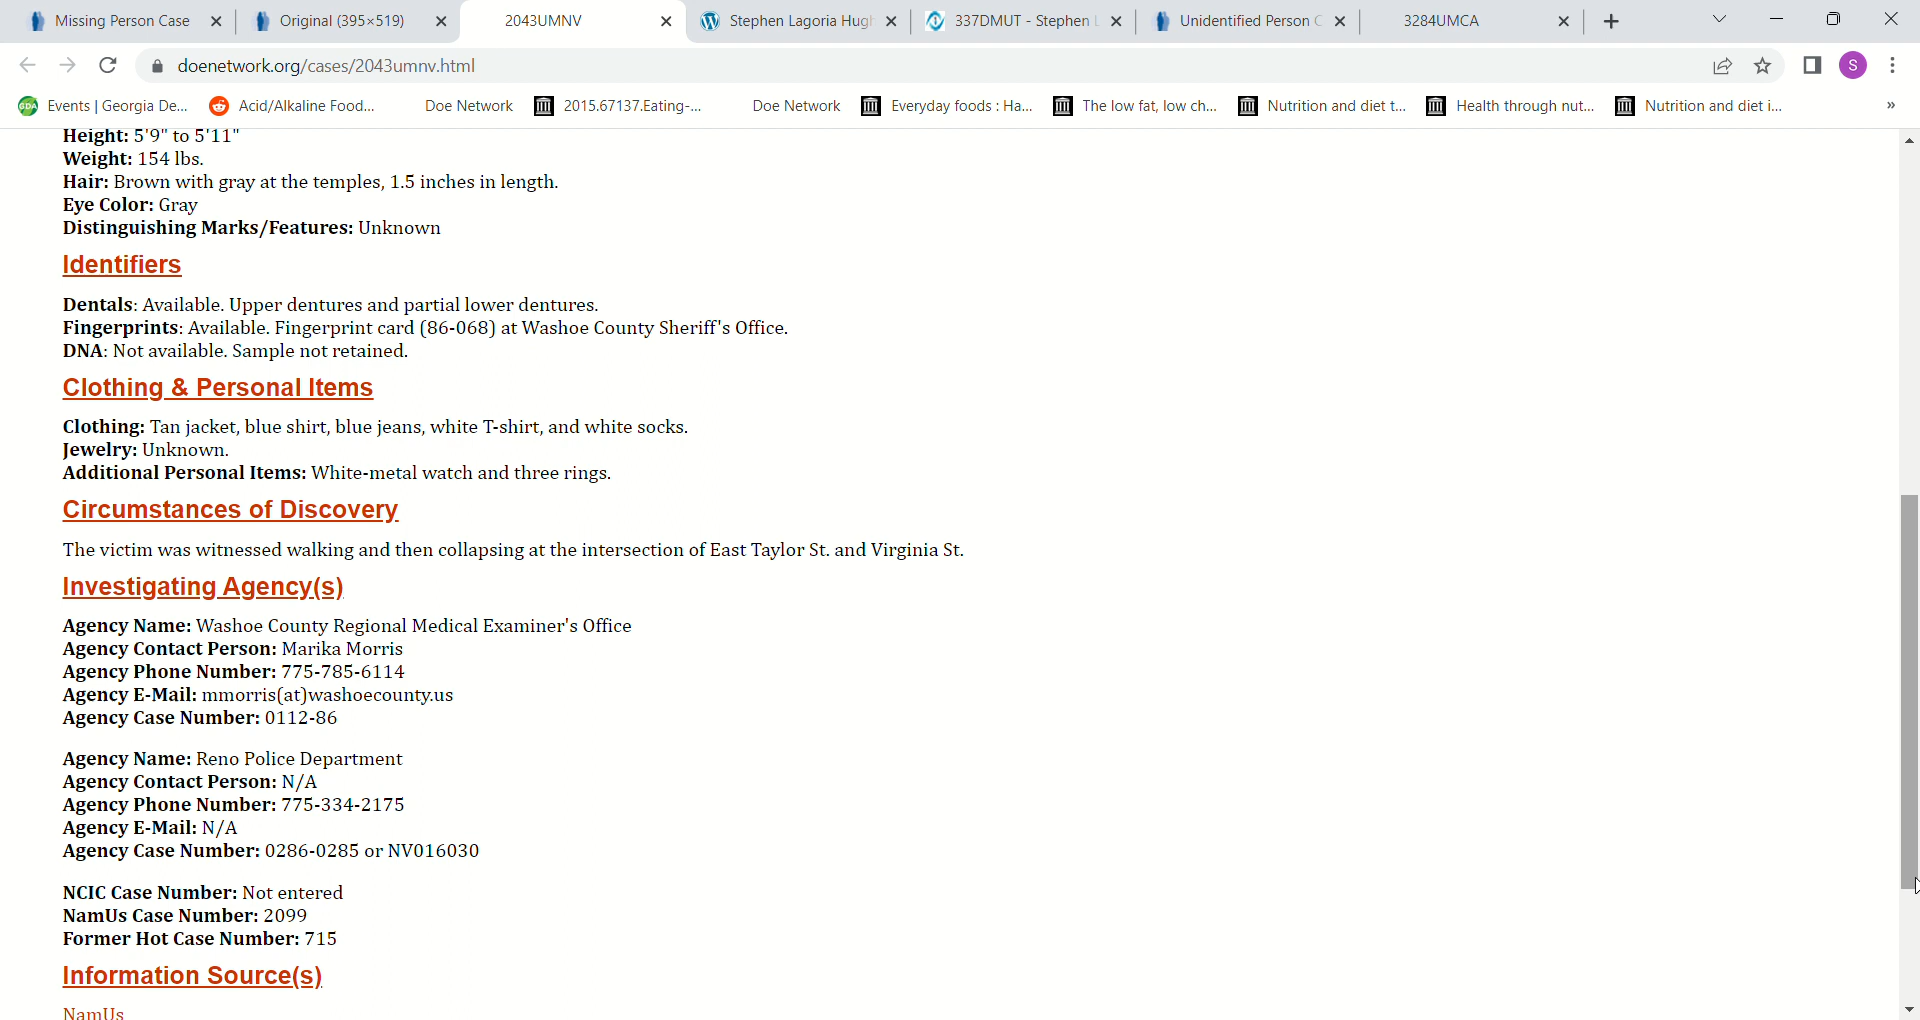 Missing Person Case
Original (395×519)
2043UMNV
Stephen Lagoria Hugh
337DMUT - Stephen L
Unidentified Person C
3284UMCA
doenetwork.org/cases/2043umnv.html
S
GDA
Events | Georgia De...
Acid/Alkaline Food...
Doe Network
2015.67137.Eating-...
Doe Network
Everyday foods : Ha...
The low fat, low ch...
Nutrition and diet t...
Health through nut...
Nutrition and diet i...
»
Height: 5'9" to 5'11"
Weight: 154 lbs.
Hair: Brown with gray at the temples, 1.5 inches in length.
Eye Color: Gray
Distinguishing Marks/Features: Unknown
Identifiers
Dentals: Available. Upper dentures and partial lower dentures.
Fingerprints: Available. Fingerprint card (86-068) at Washoe County Sheriff's Office.
DNA: Not available. Sample not retained.
Clothing & Personal Items
Clothing: Tan jacket, blue shirt, blue jeans, white T-shirt, and white socks.
Jewelry: Unknown.
Additional Personal Items: White-metal watch and three rings.
Circumstances of Discovery
The victim was witnessed walking and then collapsing at the intersection of East Taylor St. and Virginia St.
Investigating Agency(s)
Agency Name: Washoe County Regional Medical Examiner's Office
Agency Contact Person: Marika Morris
Agency Phone Number: 775-785-6114
Agency E-Mail: mmorris(at)washoecounty.us
Agency Case Number: 0112-86
Agency Name: Reno Police Department
Agency Contact Person: N/A
Agency Phone Number: 775-334-2175
Agency E-Mail: N/A
Agency Case Number: 0286-0285 or NV016030
NCIC Case Number: Not entered
NamUs Case Number: 2099
Former Hot Case Number: 715
Information Source(s)
NamUs